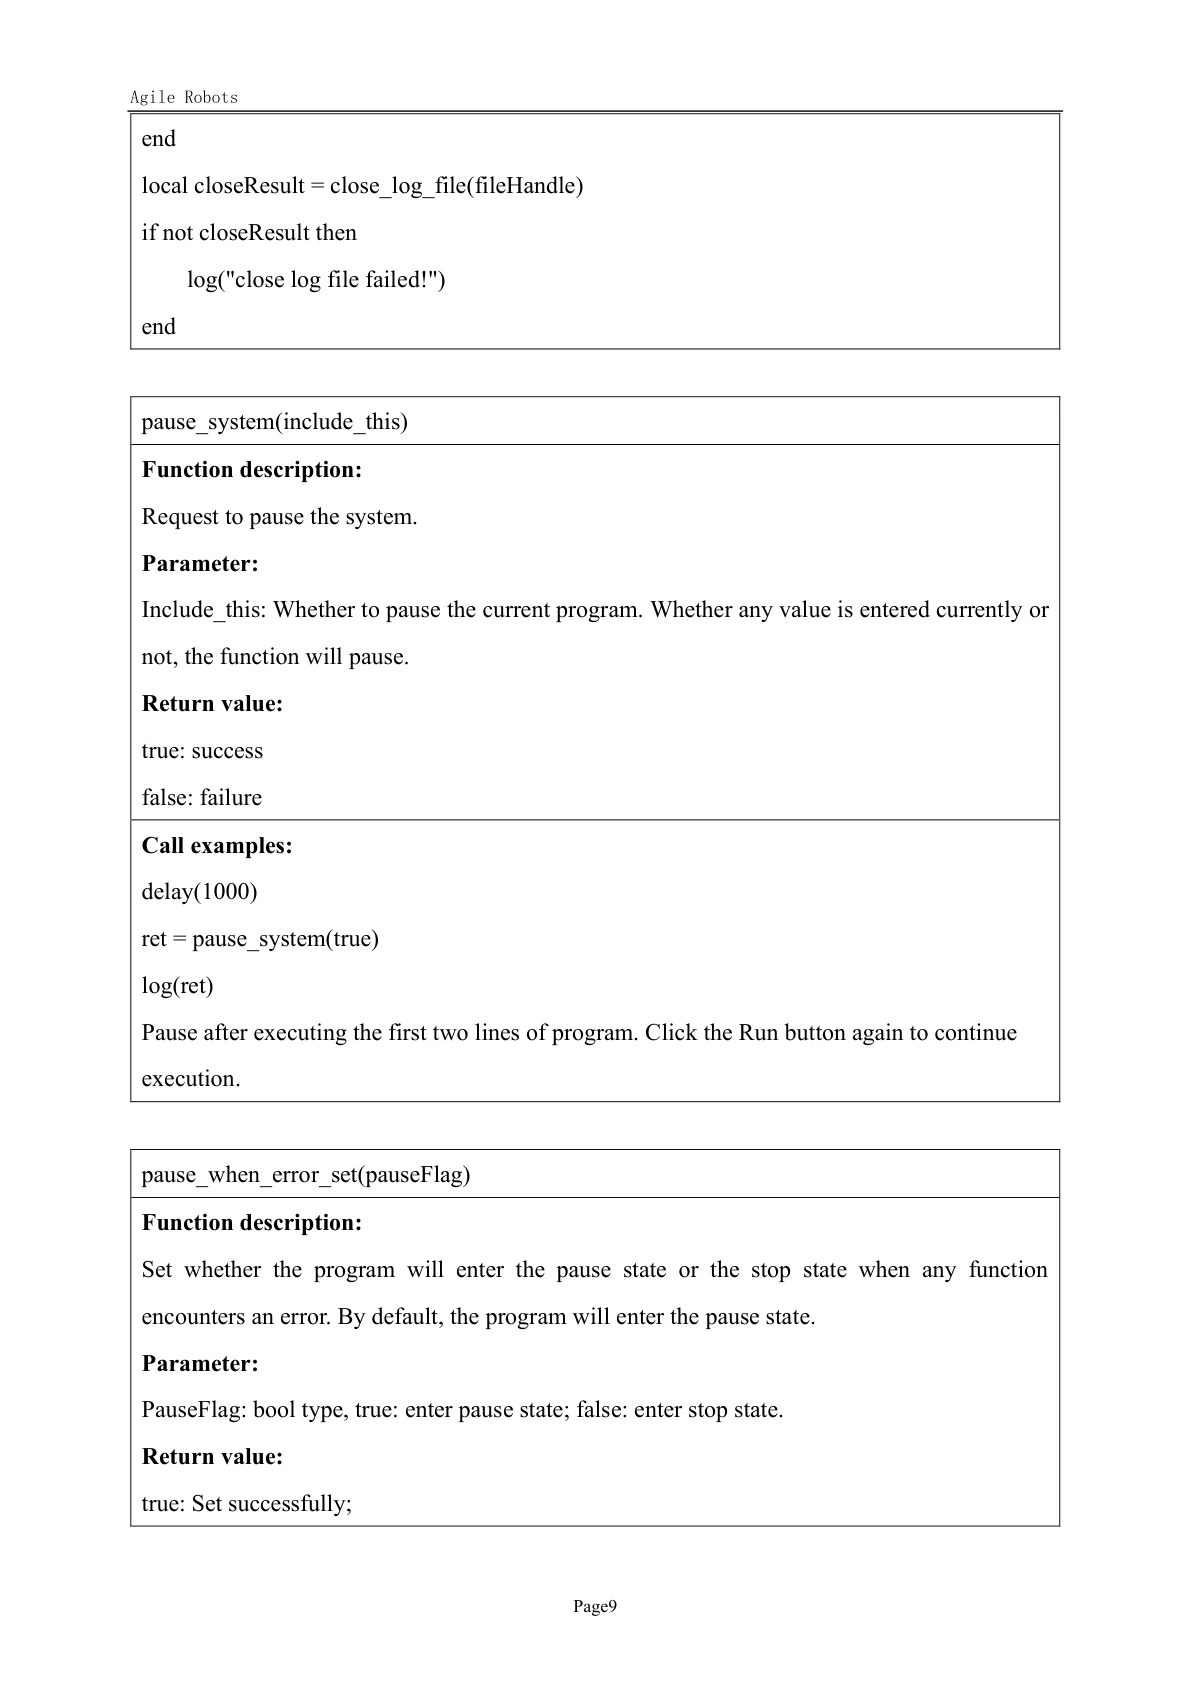 Agile Robots
end
local closeResult = close_log_file(fileHandle)
if not closeResult then
log("close log file failed!")
end
pause_system(include_this)
Function description:
Request to pause the system.
Parameter:
Include_this: Whether to pause the current program. Whether any value is entered currently or
not, the function will pause.
Return value:
true: success
false: failure
Call examples:
delay(1000)
ret = pause_system(true)
log(ret)
Pause after executing the first two lines of program. Click the Run button again to continue
execution.
pause_when_error_set(pauseFlag)
Function description:
Set whether the program will enter the pause state or the stop state when any function
encounters an error. By default, the program will enter the pause state.
Parameter:
PauseFlag: bool type, true: enter pause state; false: enter stop state.
Return value:
true: Set successfully;
Page9